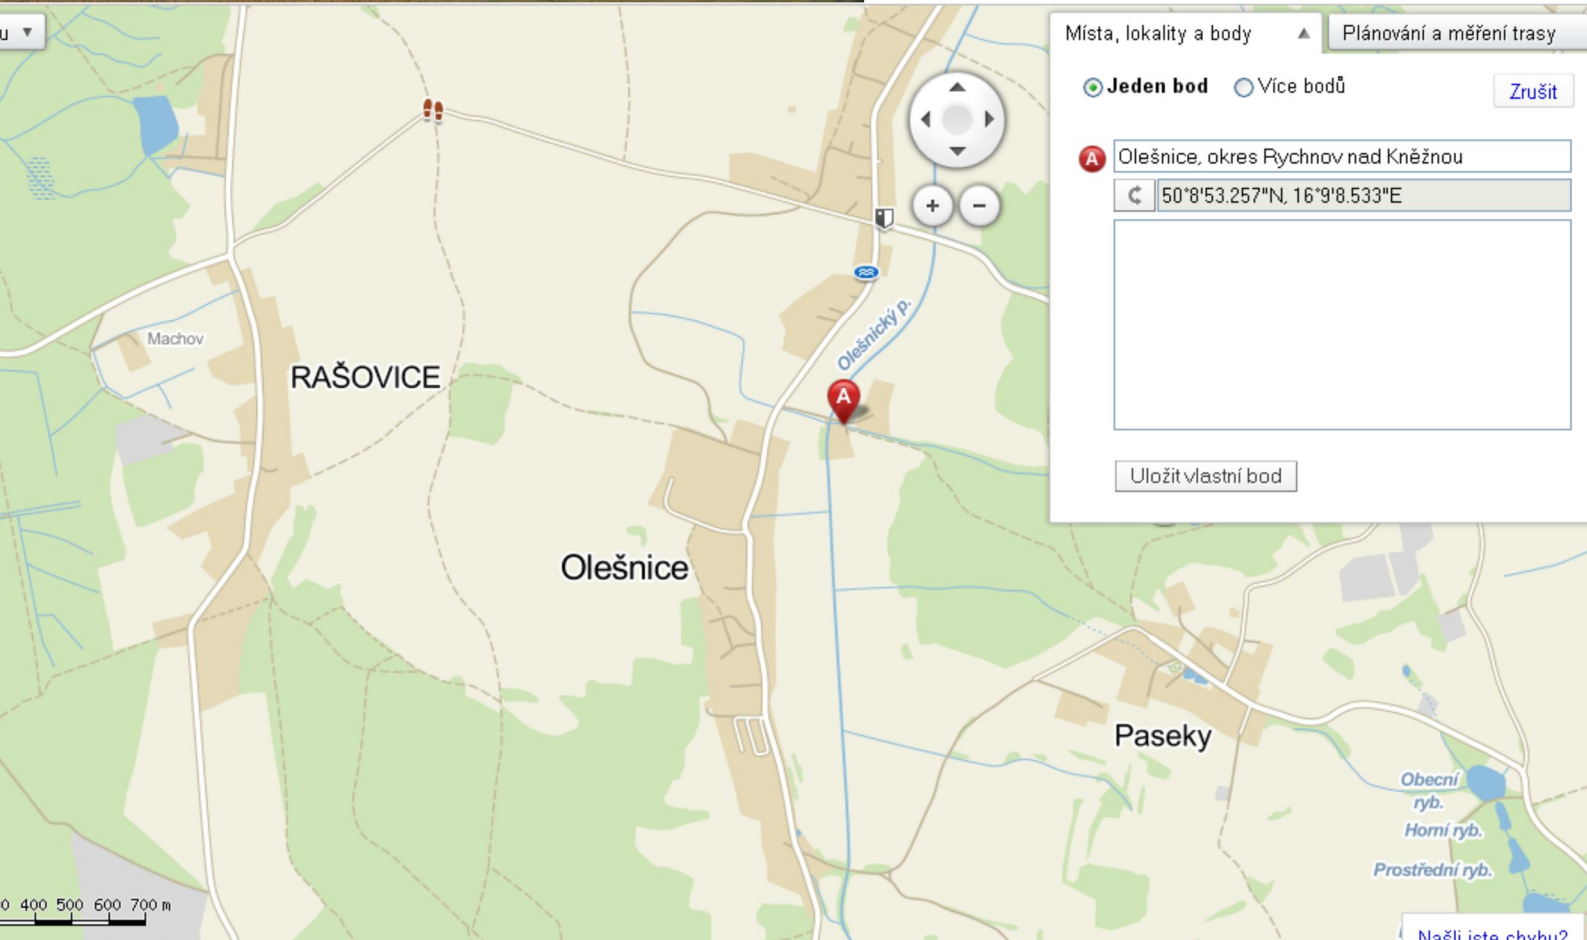 u
Místa, lokality a body
Plánování a měření trasy
Jeden bod
Více bodů
Zrušit
A
Olešnice, okres Rychnov nad Kněžnou
50°8'53.257"N, 16°9'8.533"E
Uložit vlastní bod
Machov
RAŠOVICE
Olešnický p.
A
Olešnice
Paseky
Obecní
ryb.
Horní ryb.
Prostřední ryb.
0 400 500 600 700 m
Našli jste chybu?